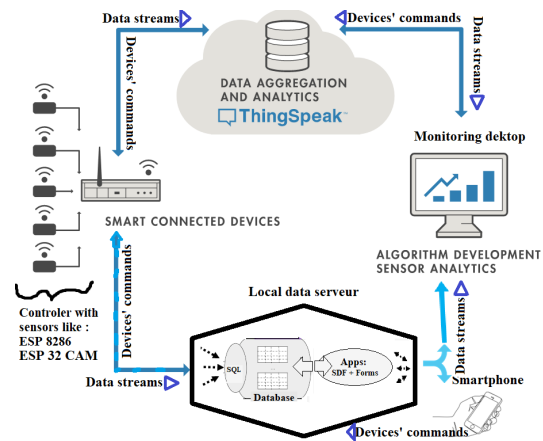 Data streams
Devices' commands
Devices' commands
Data streams
DATA AGGREGATION
AND ANALYTICS
ThingSpeak™
Monitoring dektop
SMART CONNECTED DEVICES
ALGORITHM DEVELOPMENT
SENSOR ANALYTICS
Controler with
sensors like :
ESP 8286
ESP 32 CAM
Devices' commands
Data streams
Local data serveur
SQL
Database
Apps:
SDF + Forms
Data streams
Smartphone
Devices' commands